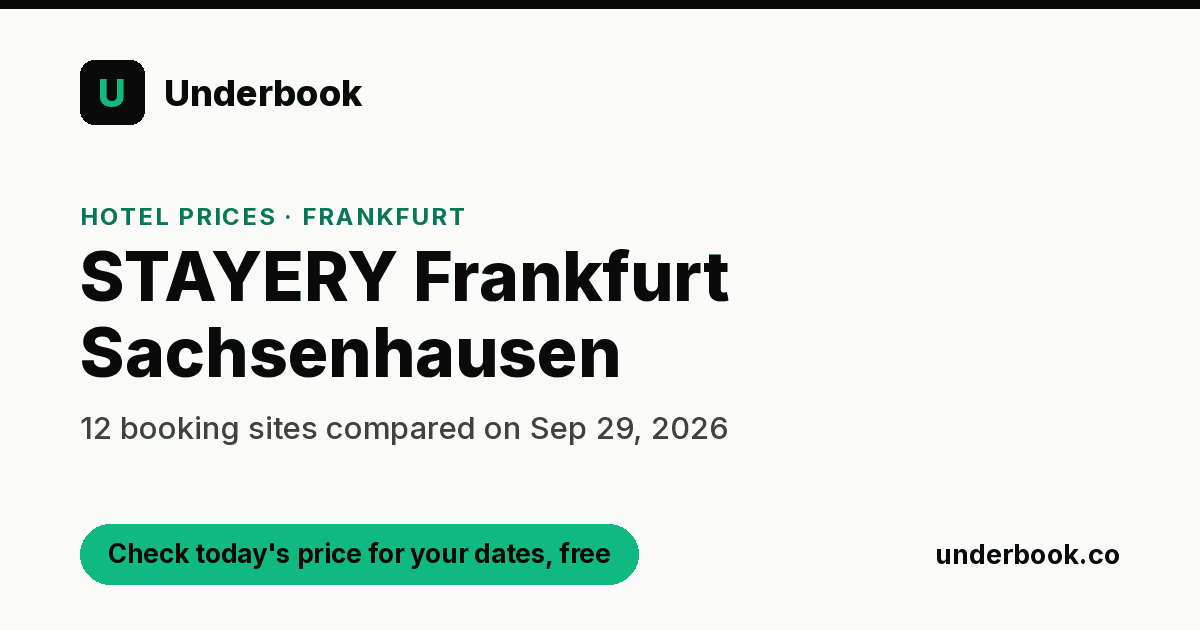 U Underbook
HOTEL PRICES · FRANKFURT
STAYERY Frankfurt
Sachsenhausen
12 booking sites compared on Sep 29, 2026
Check today's price for your dates, free
underbook.co